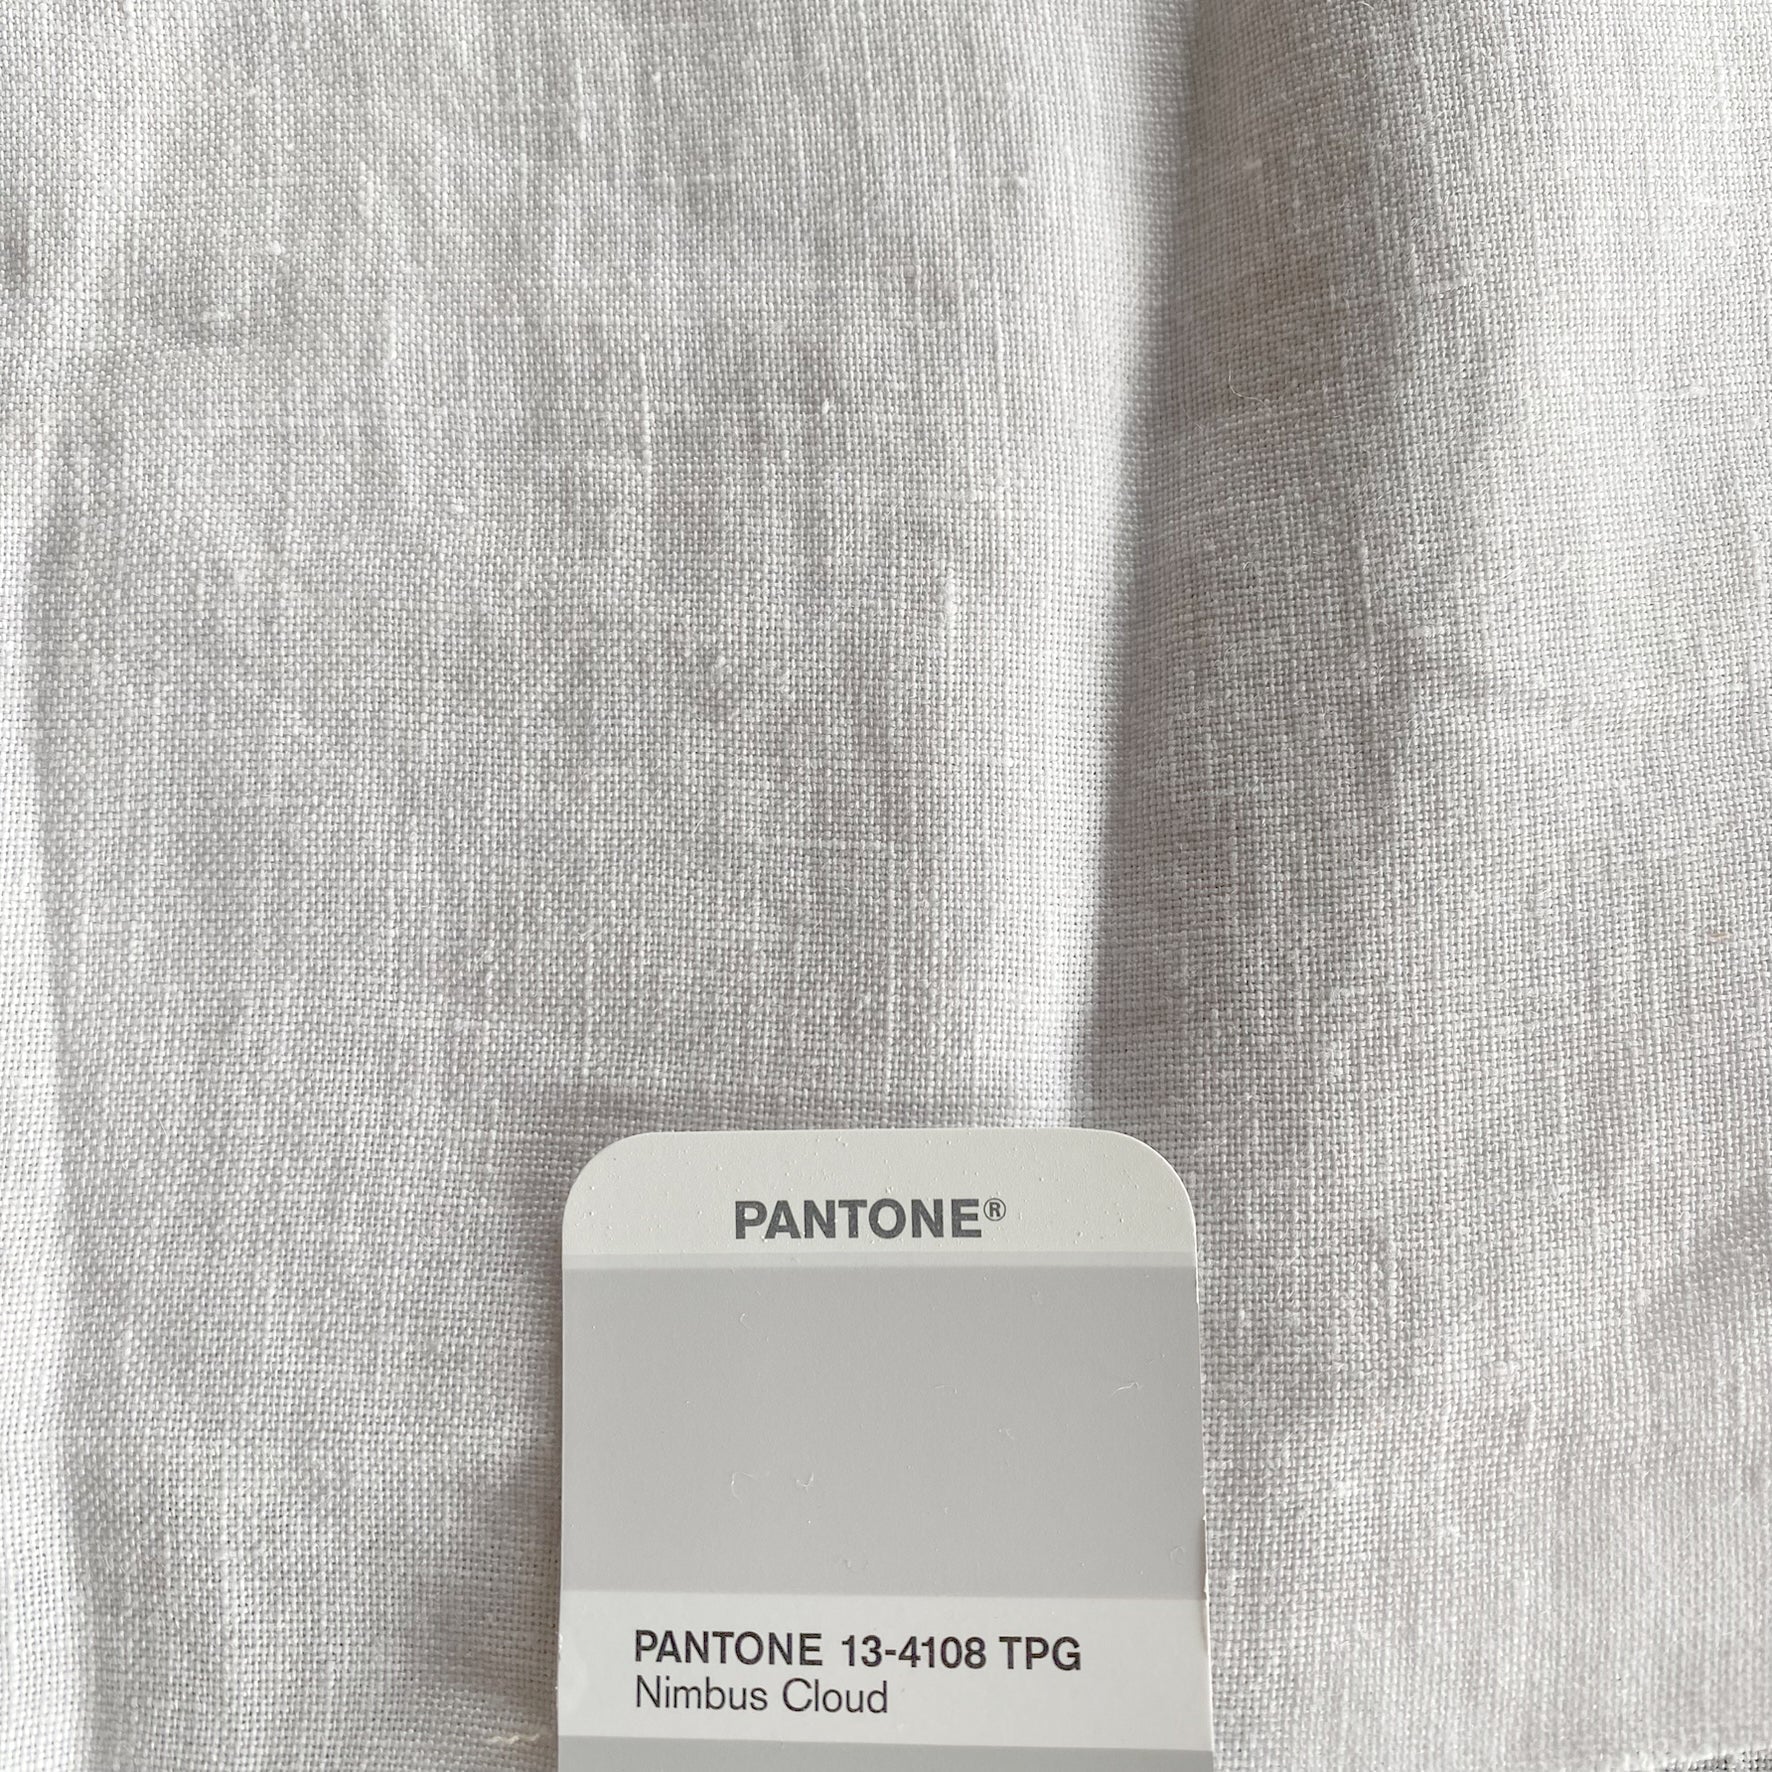 PANTONE®
PANTONE 13-4108 TPG
Nimbus Cloud